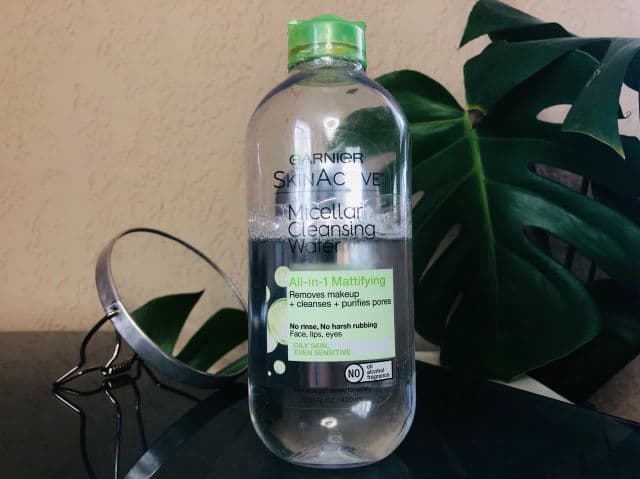 GARNIER
SKINACTIVE
Micellar
Cleansing
Water
All-in-1 Mattifying
Removes makeup
+ cleanses + purifies pores
No rinse, No harsh rubbing
Face, lips, eyes
OILY SKIN,
EVEN SENSITIVE
NO oil
alcohol
fragrance